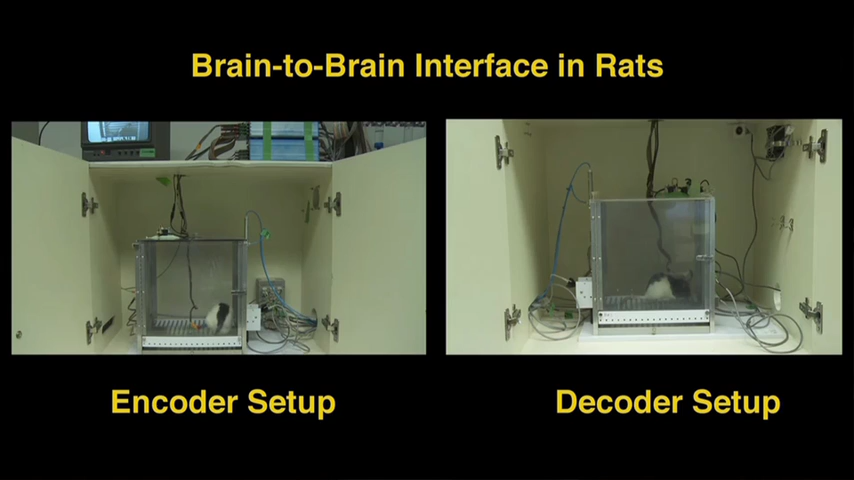 Brain-to-Brain Interface in Rats
Encoder Setup
Decoder Setup